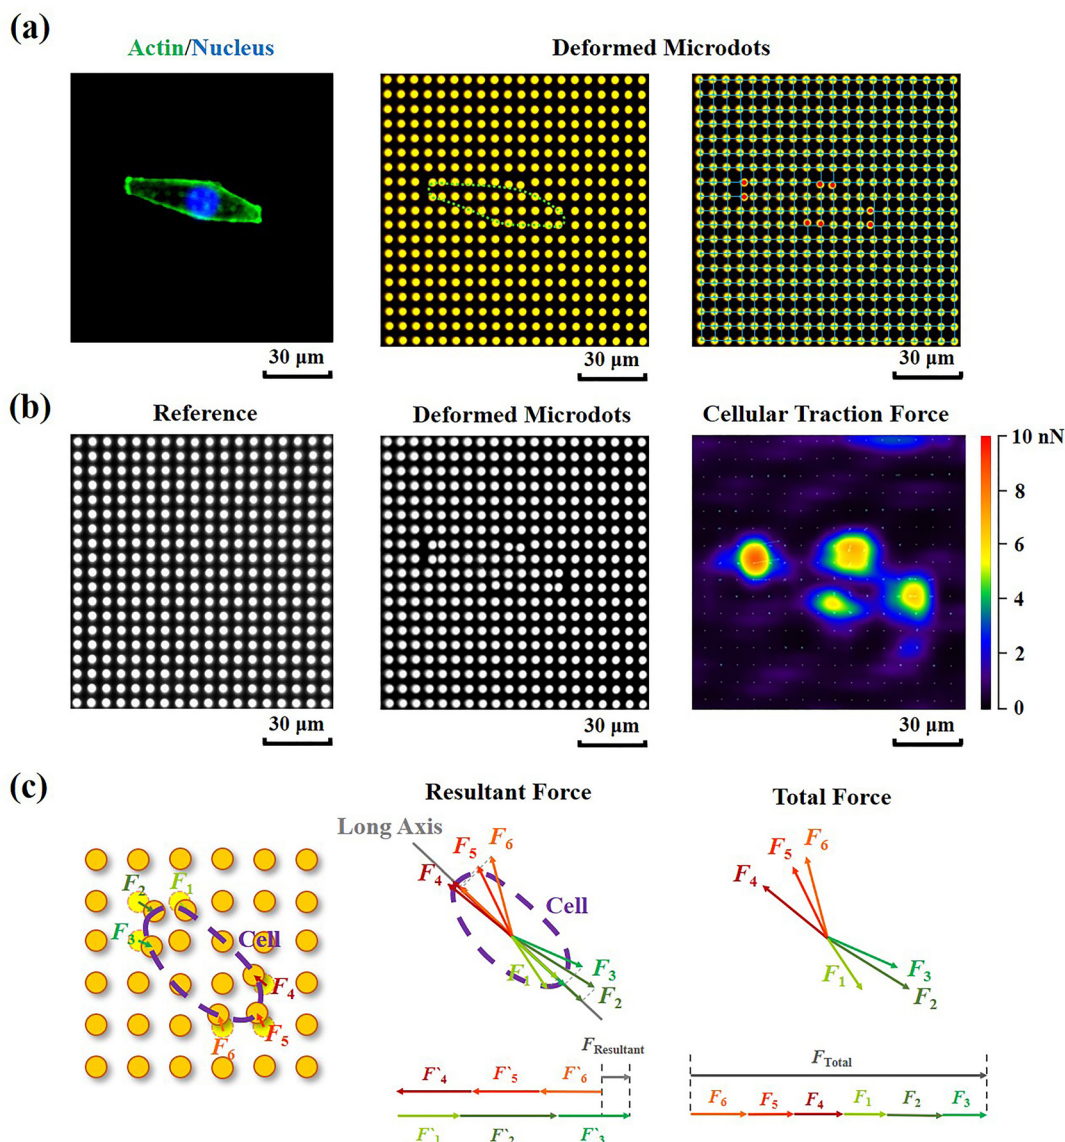 (a)
Actin/Nucleus
Deformed Microdots
30 μm
30 μm
30 μm
(b)
Reference
Deformed Microdots
Cellular Traction Force
10 nN
8
6
4
2
0
30 μm
30 μm
30 μm
(c)
Resultant Force
Total Force
Long Axis
F2
F1
F3
Cell
F4
F5
F6
F5
F6
F4
Cell
F1
F3
F2
FResultant
F`4
F`5
F`6
F`1
F`2
F`3
F5
F6
F4
F1
F3
F2
FTotal
F6
F5
F4
F1
F2
F3